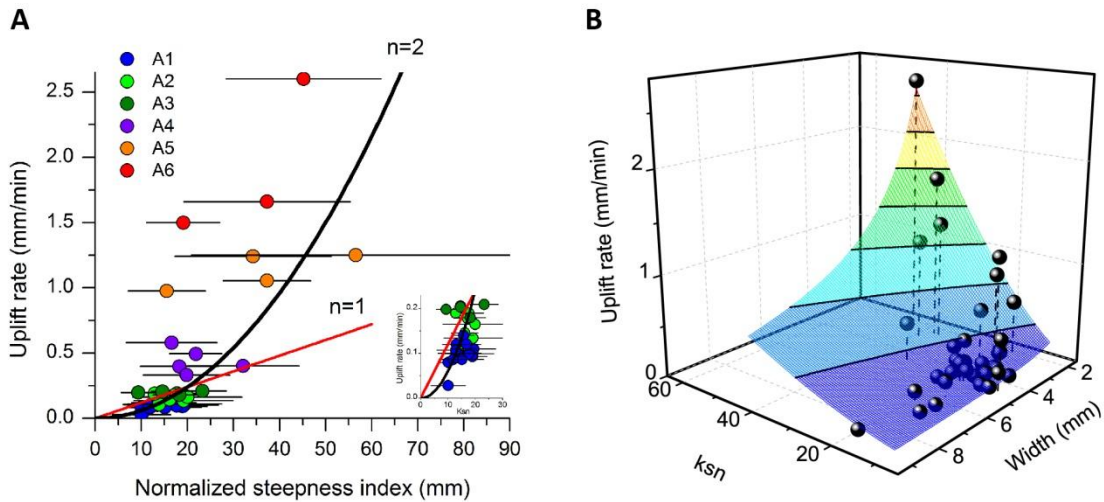 A
n=2
A1
A2
A3
A4
A5
A6
2.5
2.0
1.5
1.0
0.5
0.0
Uplift rate (mm/min)
n=1
0.2
0.1
0.0
Uplift rate (mm/min)
0 10 20 30
Ksn
0 10 20 30 40 50 60 70 80 90
Normalized steepness index (mm)
B
2
1
0
Uplift rate (mm/min)
60
40
20
ksn
2
4
6
8
Width (mm)